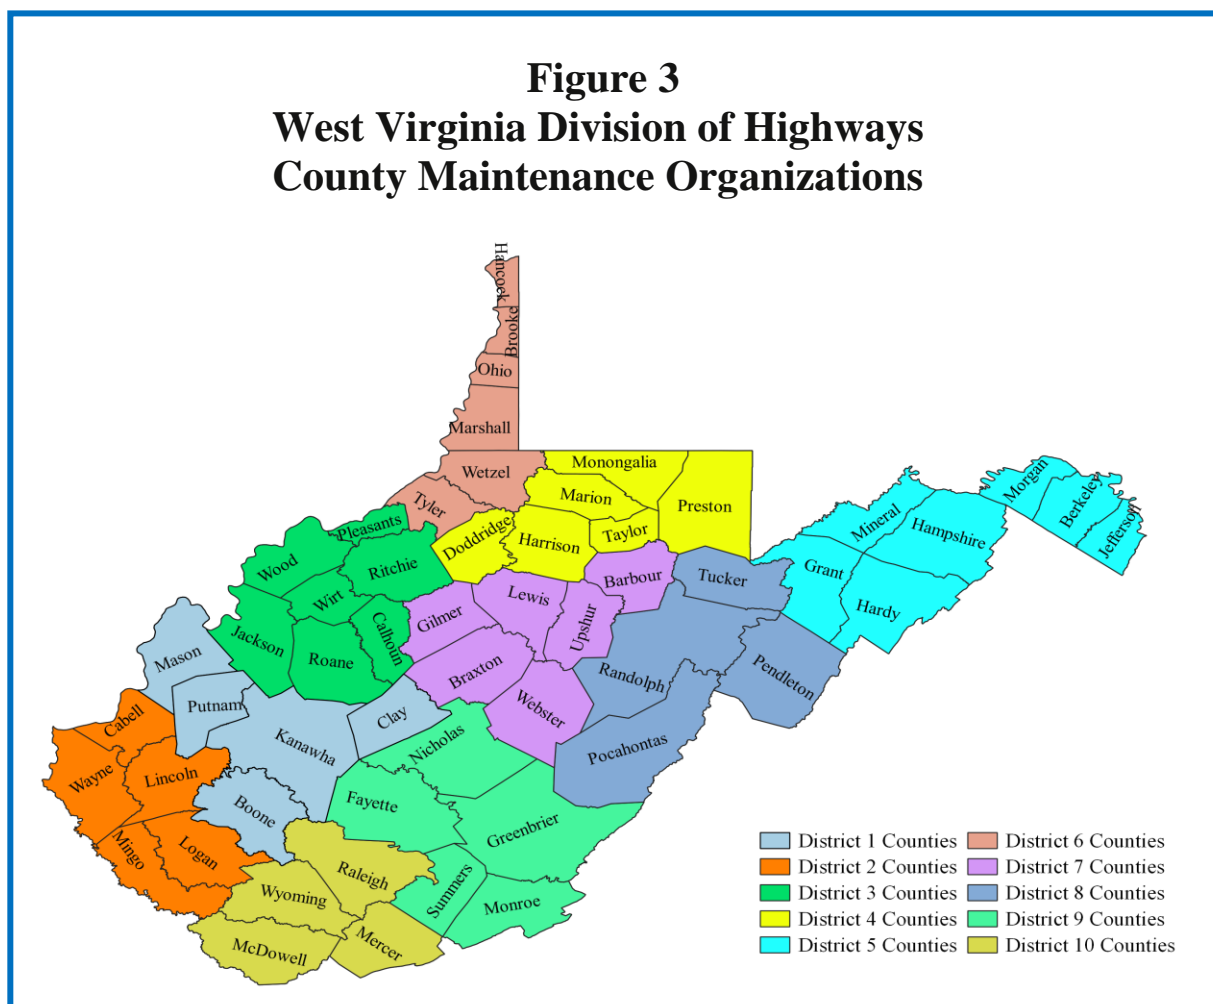 Figure 3
West Virginia Division of Highways
County Maintenance Organizations
Hancock
Brooke
Ohio
Marshall
Wetzel
Tyler
Monongalia
Marion
Preston
Taylor
Harrison
Doddridge
Pleasants
Wood
Ritchie
Wirt
Jackson
Roane
Calhoun
Gilmer
Lewis
Barbour
Upshur
Braxton
Webster
Tucker
Randolph
Pendleton
Pocahontas
Grant
Mineral
Hampshire
Hardy
Morgan
Berkeley
Jefferson
Mason
Putnam
Kanawha
Clay
Boone
Cabell
Wayne
Lincoln
Mingo
Logan
Nicholas
Fayette
Greenbrier
Summers
Monroe
Raleigh
Wyoming
McDowell
Mercer
District 1 Counties
District 2 Counties
District 3 Counties
District 4 Counties
District 5 Counties
District 6 Counties
District 7 Counties
District 8 Counties
District 9 Counties
District 10 Counties